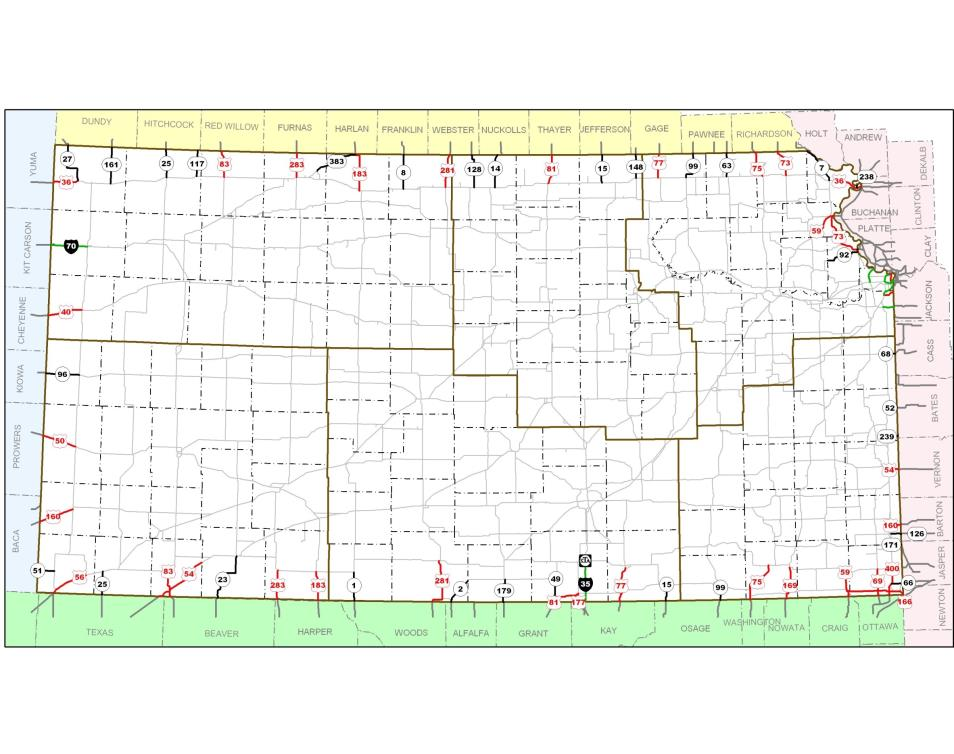 DUNDY
HITCHCOCK
RED WILLOW
FURNAS
HARLAN
FRANKLIN
WEBSTER
NUCKOLLS
THAYER
JEFFERSON
GAGE
PAWNEE
RICHARDSON
HOLT
ANDREW
DEKALB
YUMA
27
161
25
117
83
283
383
183
8
281
128
14
81
15
148
77
99
63
75
73
7
36
238
36
CLINTON
BUCHANAN
PLATTE
59
73
92
CLAY
KIT CARSON
70
CHEYENNE
40
JACKSON
CASS
68
KIOWA
96
BATES
52
PROWERS
50
239
VERNON
54
BACA
160
160
BARTON
126
171
JASPER
400
51
56
25
83
54
23
283
183
1
281
2
179
49
81
177
35
77
15
99
75
169
59
69
66
166
NEWTON
TEXAS
BEAVER
HARPER
WOODS
ALFALFA
GRANT
KAY
OSAGE
WASHINGTON
NOWATA
CRAIG
OTTAWA